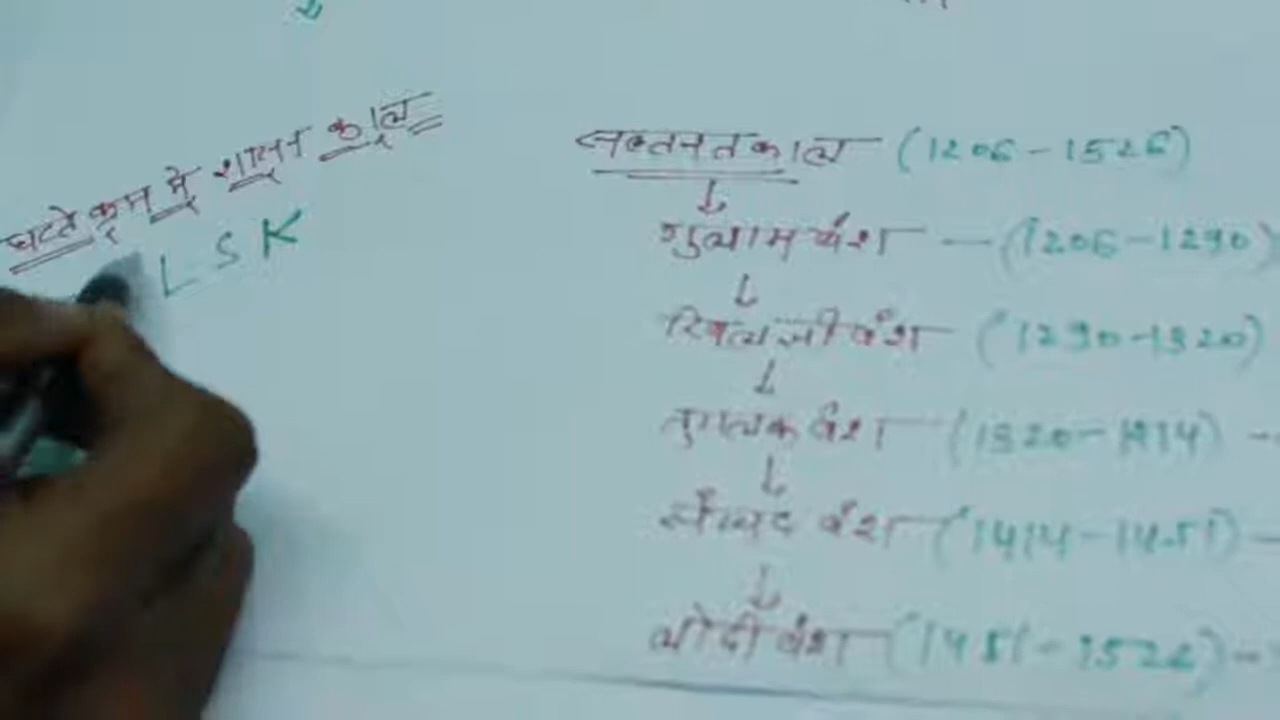 घटते क्रम में शासन काल
L S K
सल्तनत काल (1206-1526)
↓
गुलाम वंश - (1206-1290)
↓
खिलजी वंश (1290-1320)
↓
तुगलक वंश (1320-1414) -
↓
सैय्यद वंश (1414-1451) -
↓
लोदी वंश (1451-1526) -